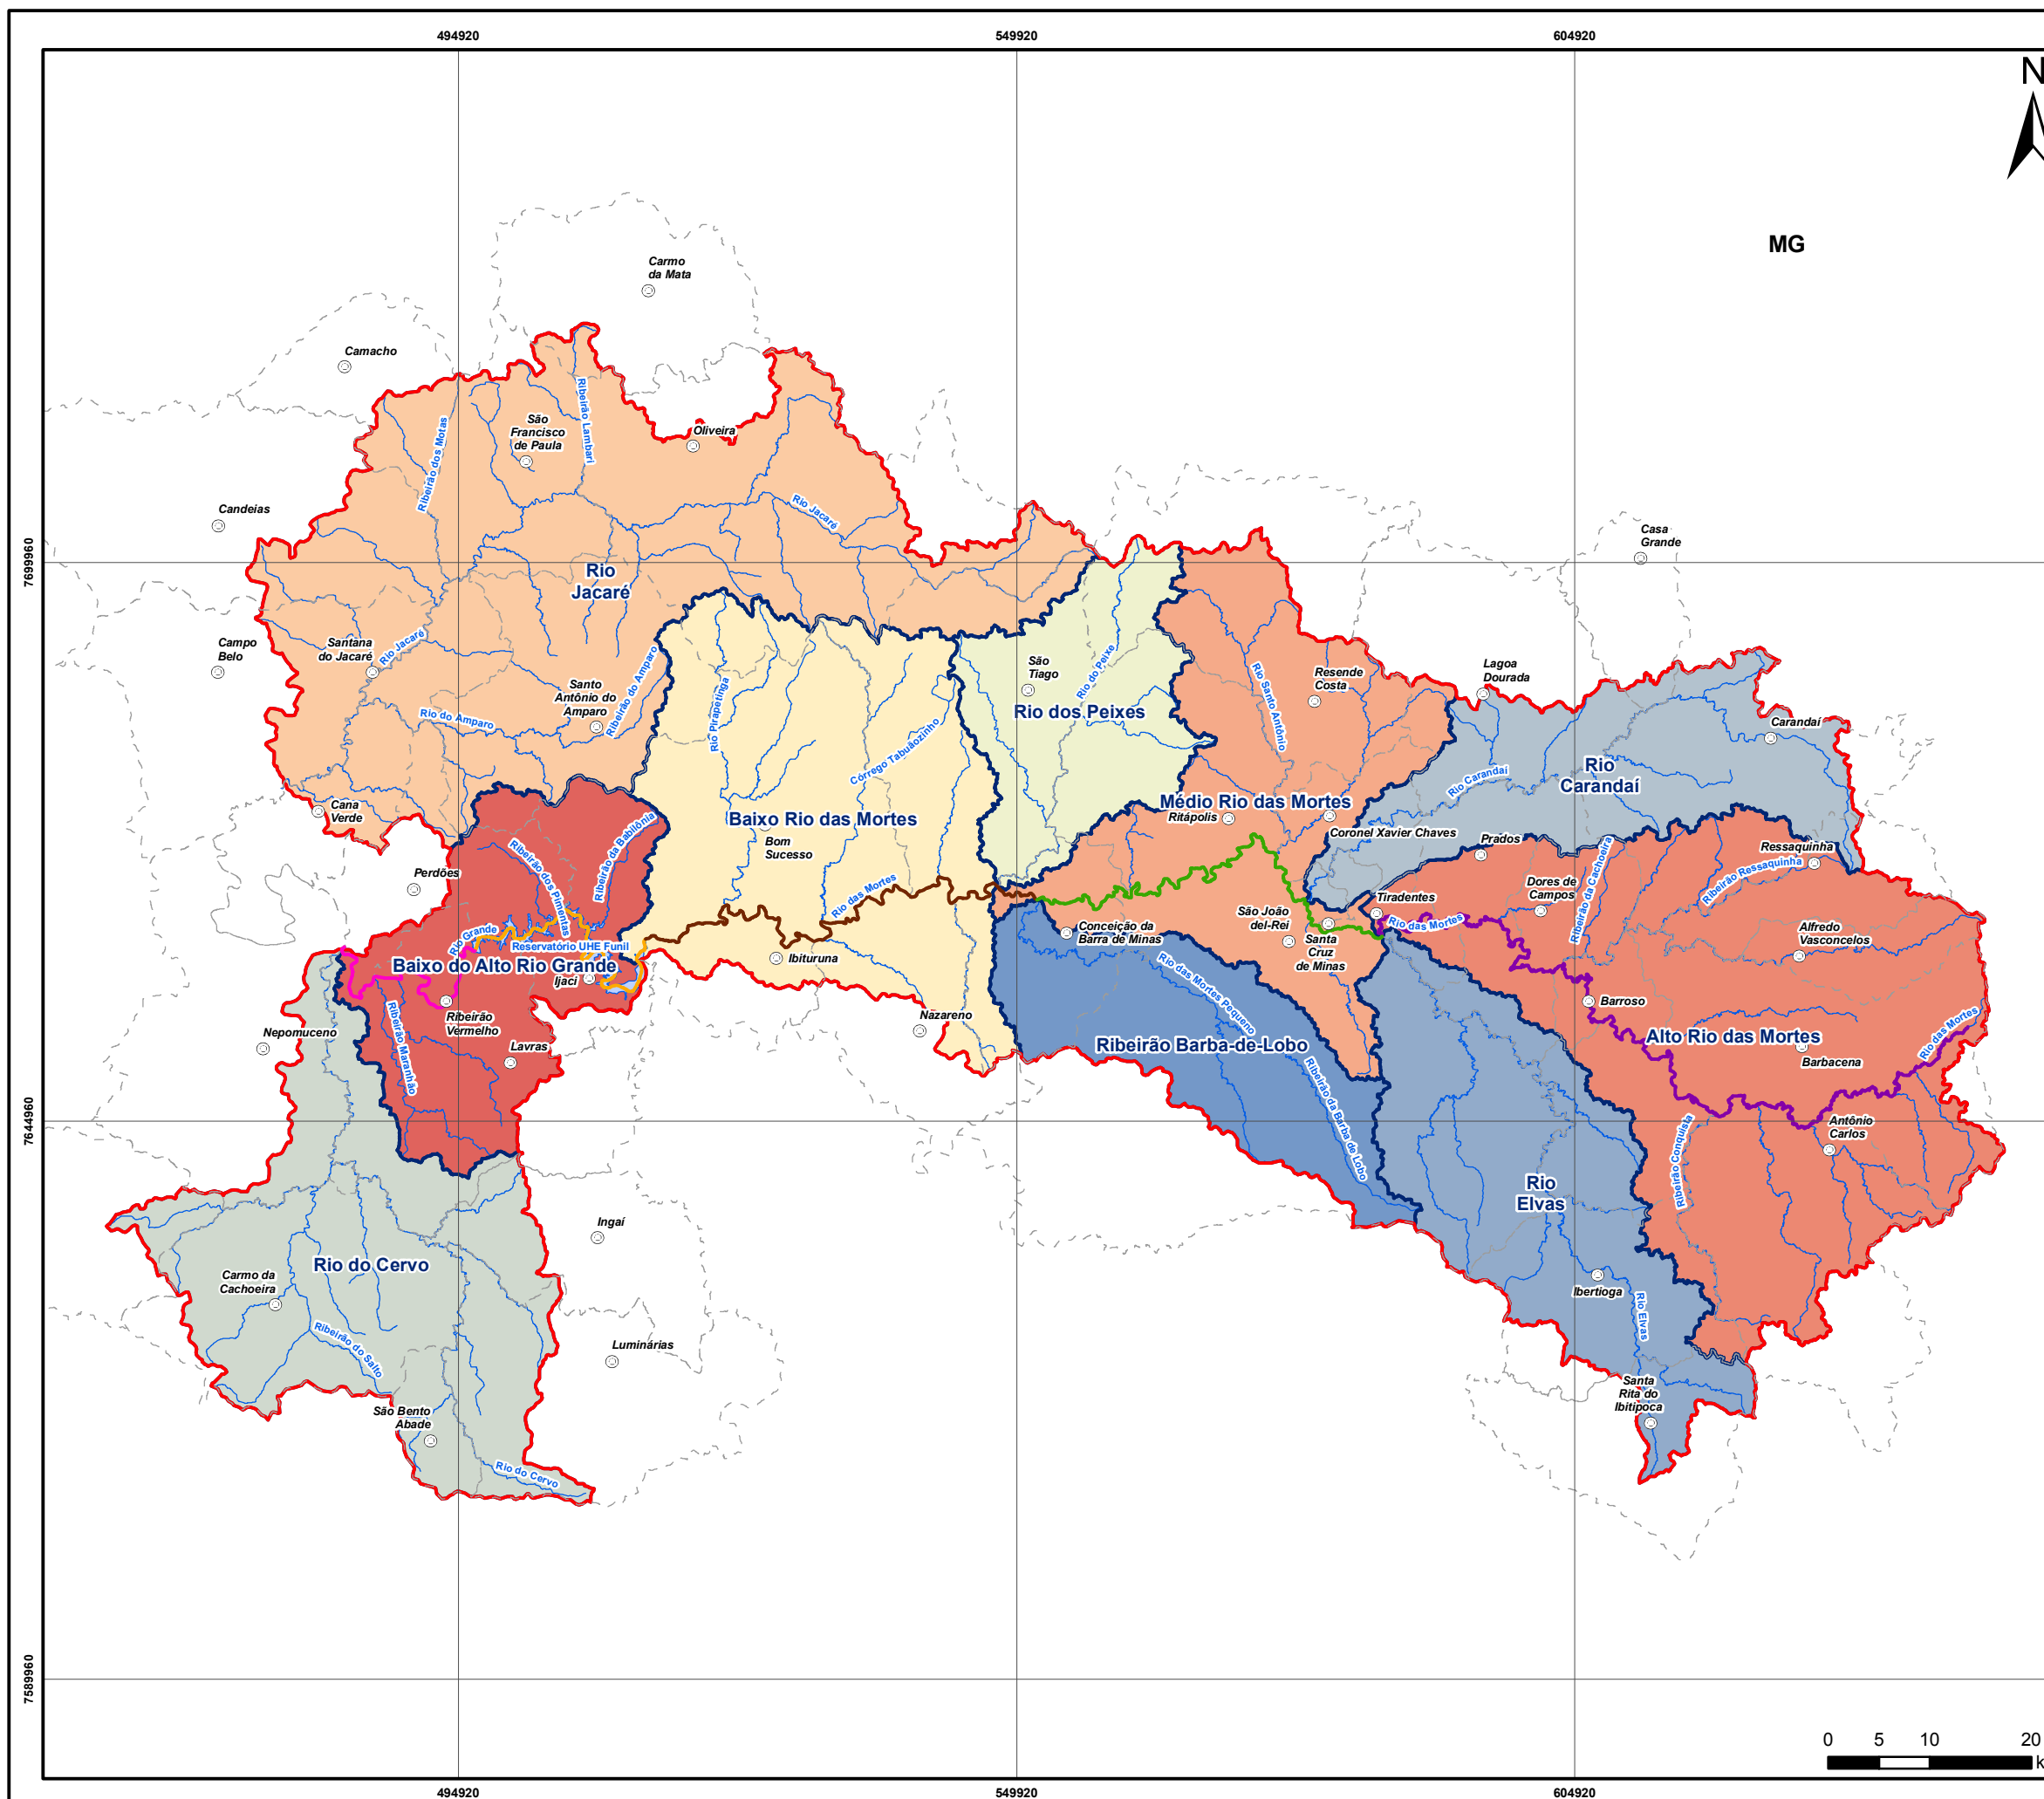 494920
549920
604920
N
MG
Carmo
da Mata
Camacho
São
Francisco
de Paula
Ribeirão Lambari
Ribeirão dos Motas
Oliveira
Candeias
Rio Jacaré
Casa
Grande
7699960
Rio
Jacaré
Campo
Belo
Santana
do Jacaré
Rio Jacaré
Santo
Antônio do
Amparo
Rio do Amparo
Ribeirão do Amparo
Rio Pirapetinga
Córrego Tabuãozinho
São
Tiago
Rio do Peixe
Rio dos Peixes
Rio Santo Antônio
Resende
Costa
Lagoa
Dourada
Carandaí
Rio
Carandaí
Rio Carandaí
Cana
Verde
Baixo Rio das Mortes
Bom
Sucesso
Médio Rio das Mortes
Ritápolis
Coronel Xavier Chaves
Prados
Ressaquinha
Ribeirão Ressaquinha
Ribeirão da Cachoeira
Perdões
Ribeirão dos Pimentas
Ribeirão da Babilônia
Rio das Mortes
Dores de
Campos
Tiradentes
Rio das Mortes
São João
del-Rei
Santa
Cruz
de Minas
Conceição da
Barra de Minas
Alfredo
Vasconcelos
Rio Grande
Reservatório UHE Funil
Baixo do Alto Rio Grande
Ijaci
Ibituruna
Rio das Mortes Pequeno
Barroso
Ribeirão
Vermelho
Ribeirão Maranhão
Nepomuceno
Lavras
Nazareno
Ribeirão Barba-de-Lobo
Ribeirão da Barba de Lobo
Alto Rio das Mortes
Barbacena
Rio das Mortes
7644960
Antônio
Carlos
Ribeirão Conquista
Rio
Elvas
Ingaí
Rio do Cervo
Carmo da
Cachoeira
Ribeirão do Salto
Ibertioga
Rio Elvas
Luminárias
São Bento
Abade
Santa
Rita do
Ibitipoca
Rio do Cervo
7589960
0 5 10 20
k
494920
549920
604920